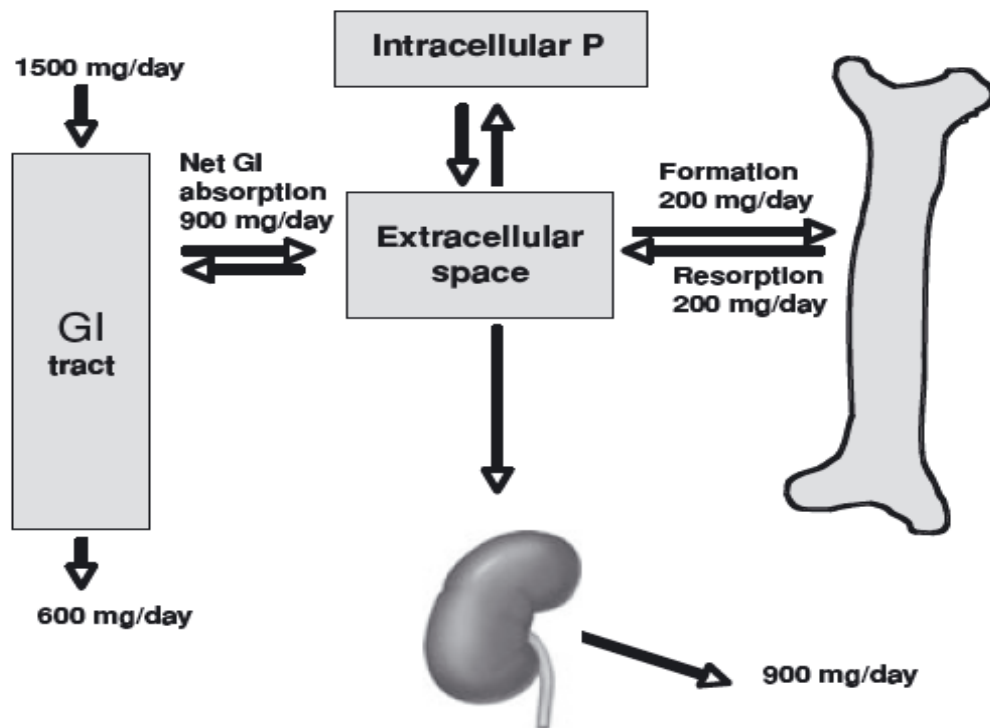 Intracellular P
1500 mg/day
Net GI
absorption
900 mg/day
Formation
200 mg/day
Extracellular
space
Resorption
200 mg/day
GI
tract
600 mg/day
900 mg/day